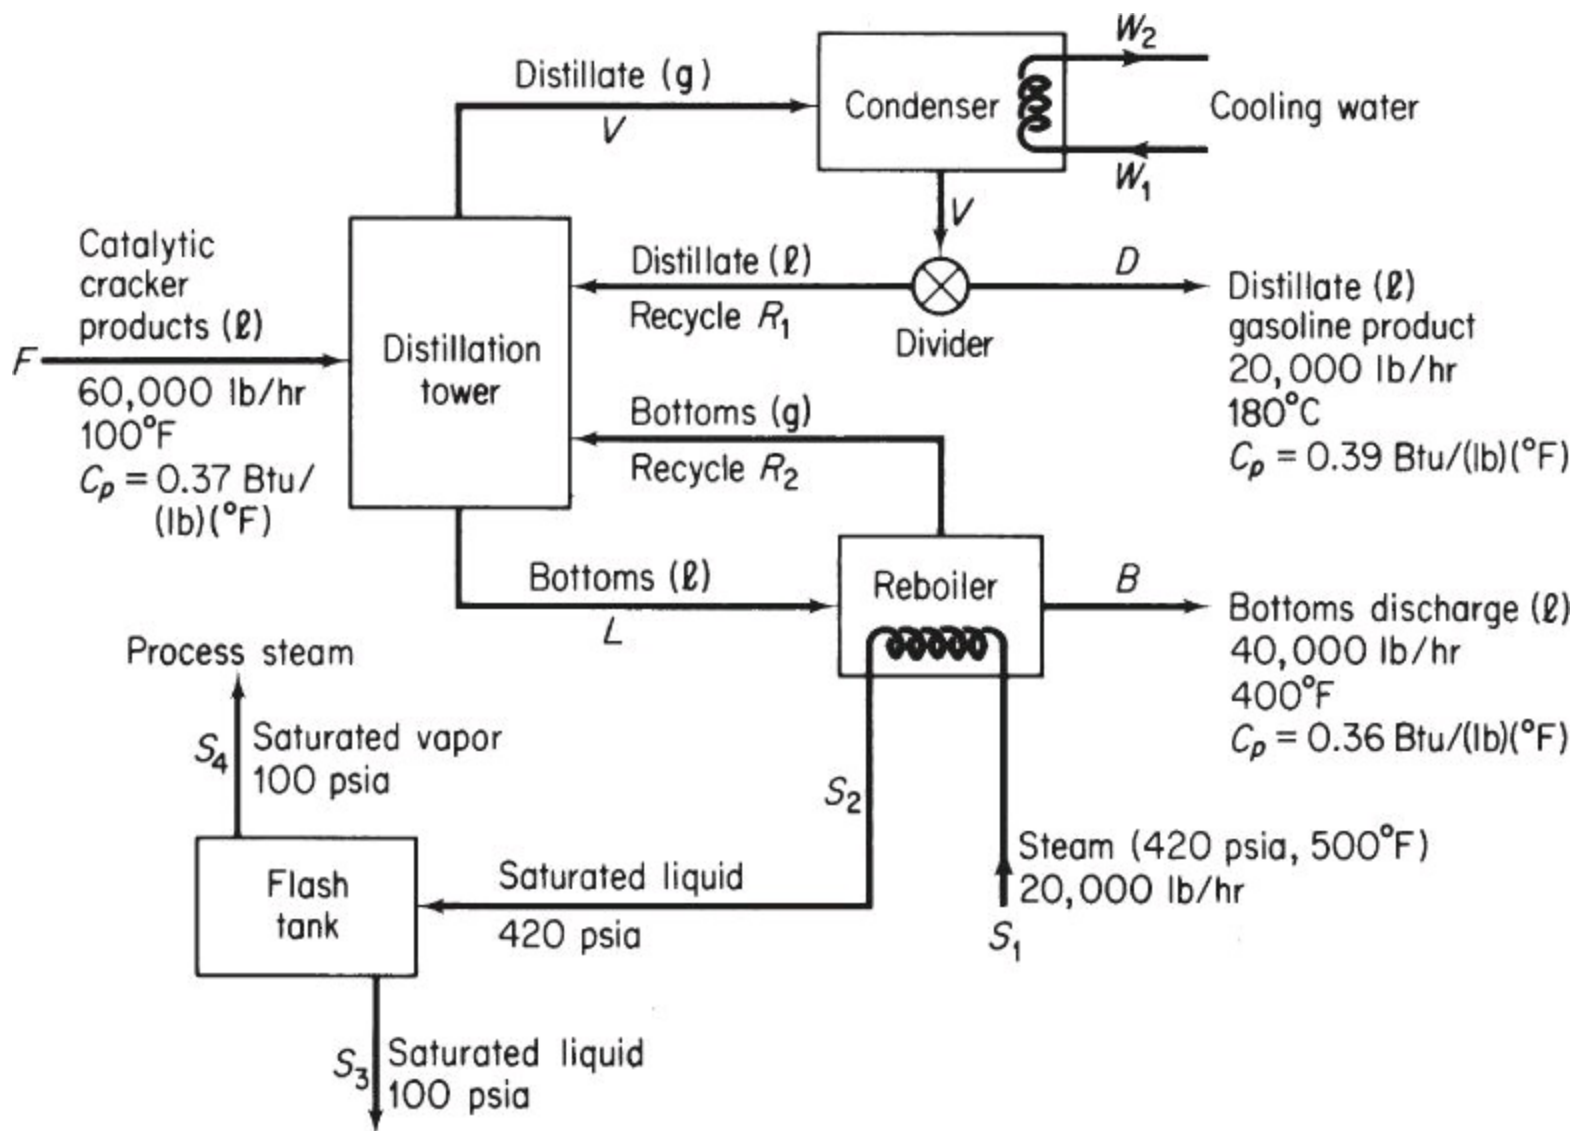 Distillate (g)
V
Condenser
W₂
Cooling water
W₁
V
Catalytic
cracker
products (ℓ)
F
60,000 lb/hr
100°F
Cₚ = 0.37 Btu/
(lb)(°F)
Distillation
tower
Distillate (ℓ)
Recycle R₁
Divider
D
Distillate (ℓ)
gasoline product
20,000 lb/hr
180°C
Cₚ = 0.39 Btu/(lb)(°F)
Bottoms (g)
Recycle R₂
Bottoms (ℓ)
L
Reboiler
B
Bottoms discharge (ℓ)
40,000 lb/hr
400°F
Cₚ = 0.36 Btu/(lb)(°F)
Process steam
S₄
Saturated vapor
100 psia
S₂
Steam (420 psia, 500°F)
20,000 lb/hr
S₁
Flash
tank
Saturated liquid
420 psia
S₃
Saturated liquid
100 psia